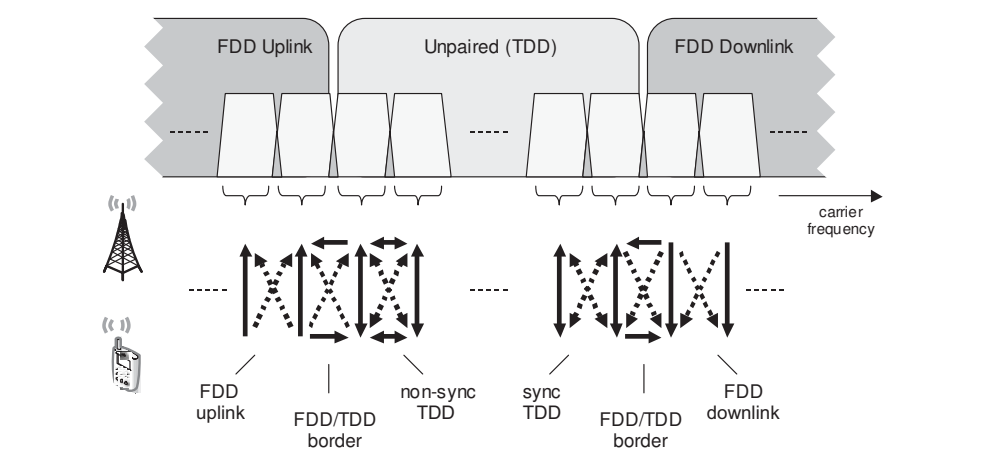 FDD Uplink
Unpaired (TDD)
FDD Downlink
carrier
frequency
FDD
uplink
FDD/TDD
border
non-sync
TDD
sync
TDD
FDD/TDD
border
FDD
downlink